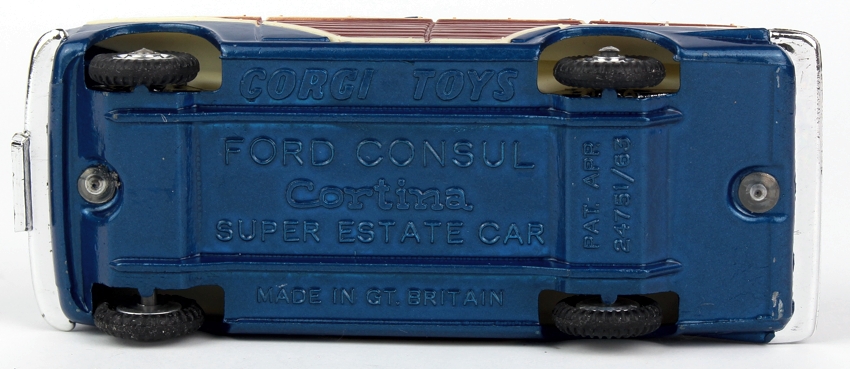 CORGI TOYS
FORD CONSUL
Cortina
SUPER ESTATE CAR
MADE IN GT. BRITAIN
PAT. APP.
24751/63